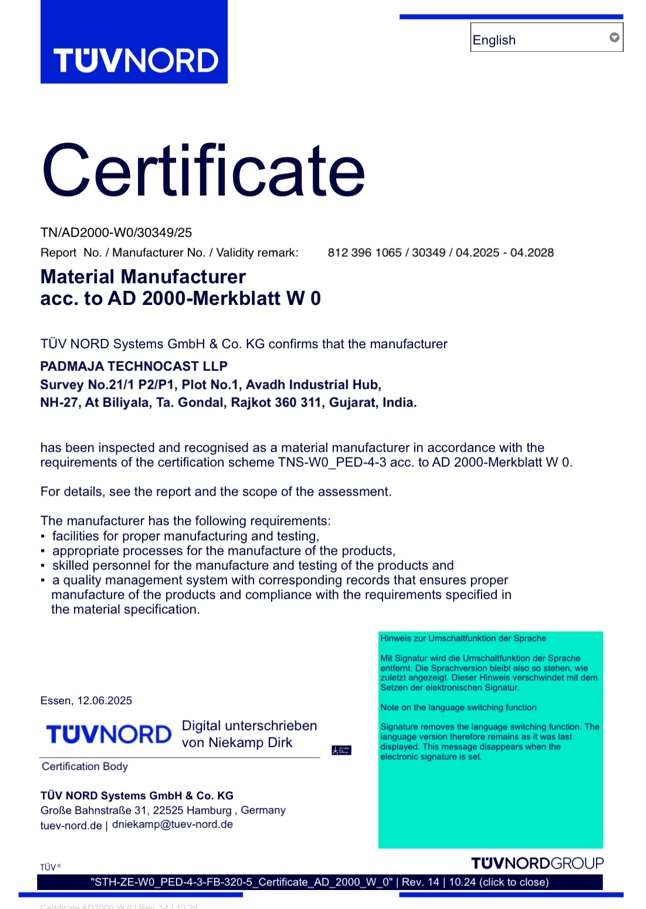 TÜVNORD
English
Certificate
TN/AD2000-W0/30349/25
Report No. / Manufacturer No. / Validity remark: 812 396 1065 / 30349 / 04.2025 - 04.2028
Material Manufacturer
acc. to AD 2000-Merkblatt W 0
TÜV NORD Systems GmbH & Co. KG confirms that the manufacturer
PADMAJA TECHNOCAST LLP
Survey No.21/1 P2/P1, Plot No.1, Avadh Industrial Hub,
NH-27, At Biliyala, Ta. Gondal, Rajkot 360 311, Gujarat, India.
has been inspected and recognised as a material manufacturer in accordance with the
requirements of the certification scheme TNS-W0_PED-4-3 acc. to AD 2000-Merkblatt W 0.
For details, see the report and the scope of the assessment.
The manufacturer has the following requirements:
▪ facilities for proper manufacturing and testing,
▪ appropriate processes for the manufacture of the products,
▪ skilled personnel for the manufacture and testing of the products and
▪ a quality management system with corresponding records that ensures proper
manufacture of the products and compliance with the requirements specified in
the material specification.
Hinweis zur Umschaltfunktion der Sprache
Mit Signatur wird die Umschaltfunktion der Sprache
entfernt. Die Sprachversion bleibt also so stehen, wie
zuletzt angezeigt. Dieser Hinweis verschwindet mit dem
Setzen der elektronischen Signatur.
Note on the language switching function
Signature removes the language switching function. The
language version therefore remains as it was last
displayed. This message disappears when the
electronic signature is set.
Essen, 12.06.2025
TÜVNORD
Digital unterschrieben
von Niekamp Dirk
Certification Body
TÜV NORD Systems GmbH & Co. KG
Große Bahnstraße 31, 22525 Hamburg , Germany
tuev-nord.de | dniekamp@tuev-nord.de
TÜV®
TÜVNORDGROUP
"STH-ZE-W0_PED-4-3-FB-320-5_Certificate_AD_2000_W_0" | Rev. 14 | 10.24 (click to close)
Certificate AD2000 W 0 | Rev. 14 | 10.24